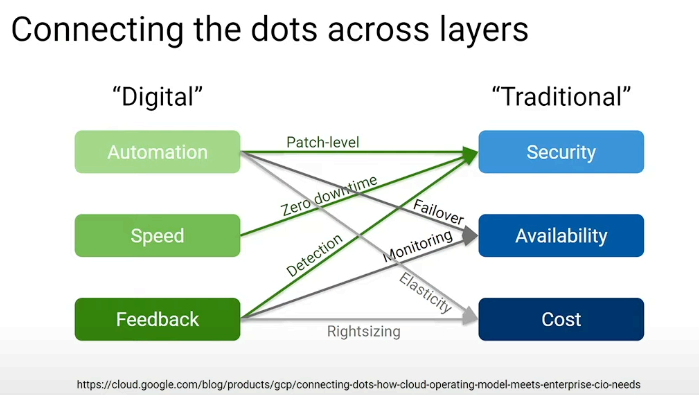 Connecting the dots across layers
“Digital”
“Traditional”
Automation
Patch-level
Security
Zero downtime
Failover
Speed
Availability
Detection
Monitoring
Elasticity
Feedback
Rightsizing
Cost
https://cloud.google.com/blog/products/gcp/connecting-dots-how-cloud-operating-model-meets-enterprise-cio-needs